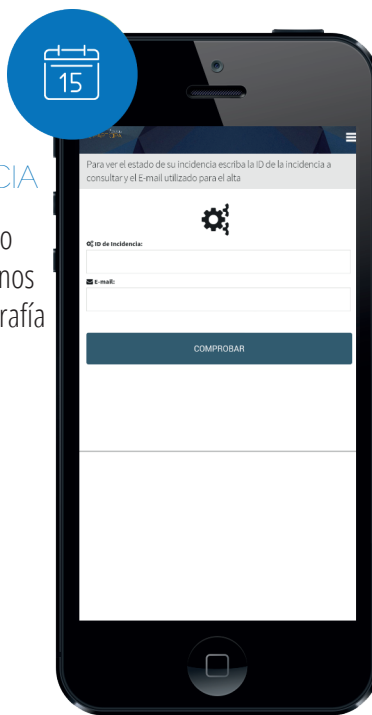 15
CIA
o
nos
rafía
Para ver el estado de su incidencia escriba la ID de la incidencia a
consultar y el E-mail utilizado para el alta
ID de Incidencia:
E-mail:
COMPROBAR